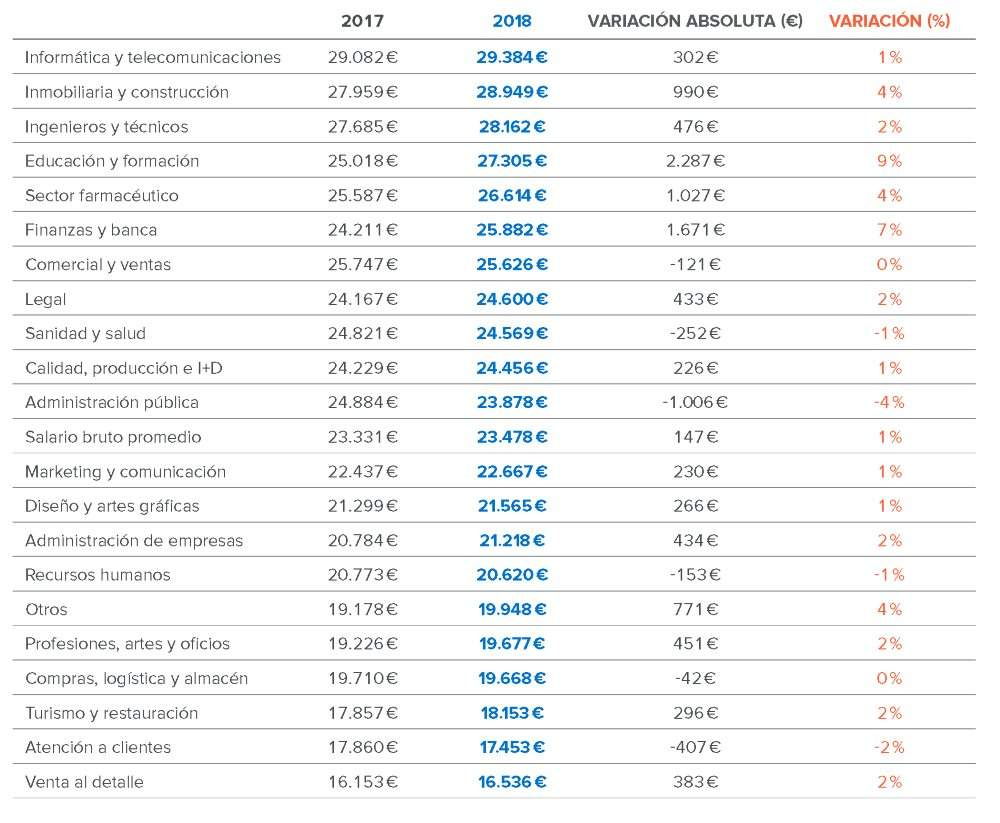 2017 2018 VARIACIÓN ABSOLUTA (€) VARIACIÓN (%)
Informática y telecomunicaciones 29.082 € 29.384 € 302 € 1 %
Inmobiliaria y construcción 27.959 € 28.949 € 990 € 4 %
Ingenieros y técnicos 27.685 € 28.162 € 476 € 2 %
Educación y formación 25.018 € 27.305 € 2.287 € 9 %
Sector farmacéutico 25.587 € 26.614 € 1.027 € 4 %
Finanzas y banca 24.211 € 25.882 € 1.671 € 7 %
Comercial y ventas 25.747 € 25.626 € -121 € 0 %
Legal 24.167 € 24.600 € 433 € 2 %
Sanidad y salud 24.821 € 24.569 € -252 € -1 %
Calidad, producción e I+D 24.229 € 24.456 € 226 € 1 %
Administración pública 24.884 € 23.878 € -1.006 € -4 %
Salario bruto promedio 23.331 € 23.478 € 147 € 1 %
Marketing y comunicación 22.437 € 22.667 € 230 € 1 %
Diseño y artes gráficas 21.299 € 21.565 € 266 € 1 %
Administración de empresas 20.784 € 21.218 € 434 € 2 %
Recursos humanos 20.773 € 20.620 € -153 € -1 %
Otros 19.178 € 19.948 € 771 € 4 %
Profesiones, artes y oficios 19.226 € 19.677 € 451 € 2 %
Compras, logística y almacén 19.710 € 19.668 € -42 € 0 %
Turismo y restauración 17.857 € 18.153 € 296 € 2 %
Atención a clientes 17.860 € 17.453 € -407 € -2 %
Venta al detalle 16.153 € 16.536 € 383 € 2 %